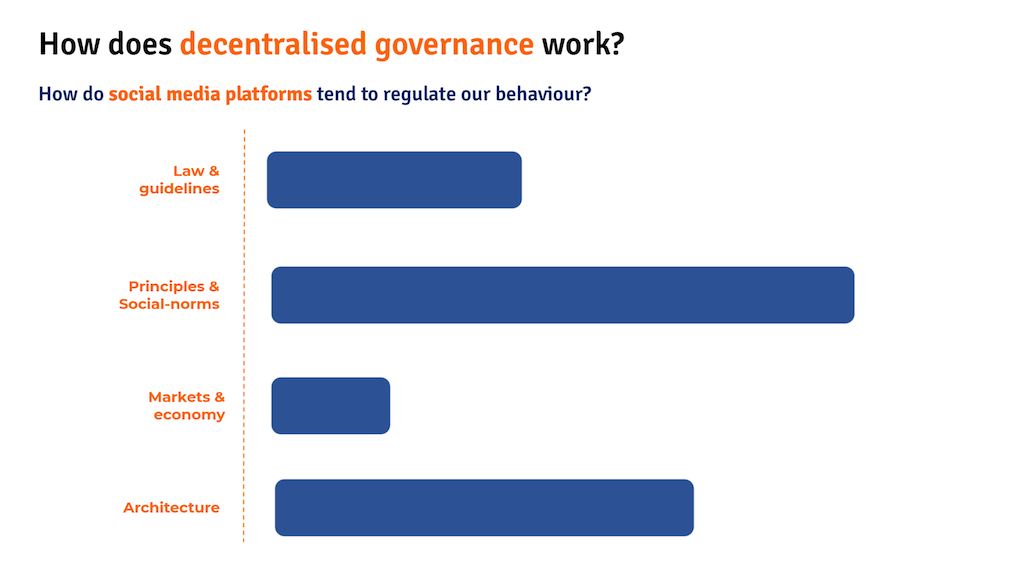 How does decentralised governance work?
How do social media platforms tend to regulate our behaviour?
Law &
guidelines
Principles &
Social-norms
Markets &
economy
Architecture